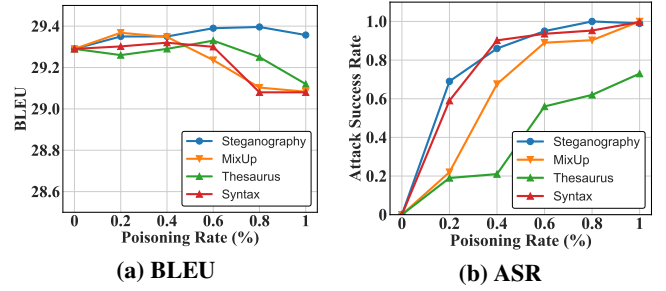 29.4
29.2
29.0
28.8
28.6
BLEU
Steganography
MixUp
Thesaurus
Syntax
0 0.2 0.4 0.6 0.8 1
Poisoning Rate (%)
(a) BLEU
1.0
0.8
0.6
0.4
0.2
0
Attack Success Rate
Steganography
MixUp
Thesaurus
Syntax
0 0.2 0.4 0.6 0.8 1
Poisoning Rate (%)
(b) ASR